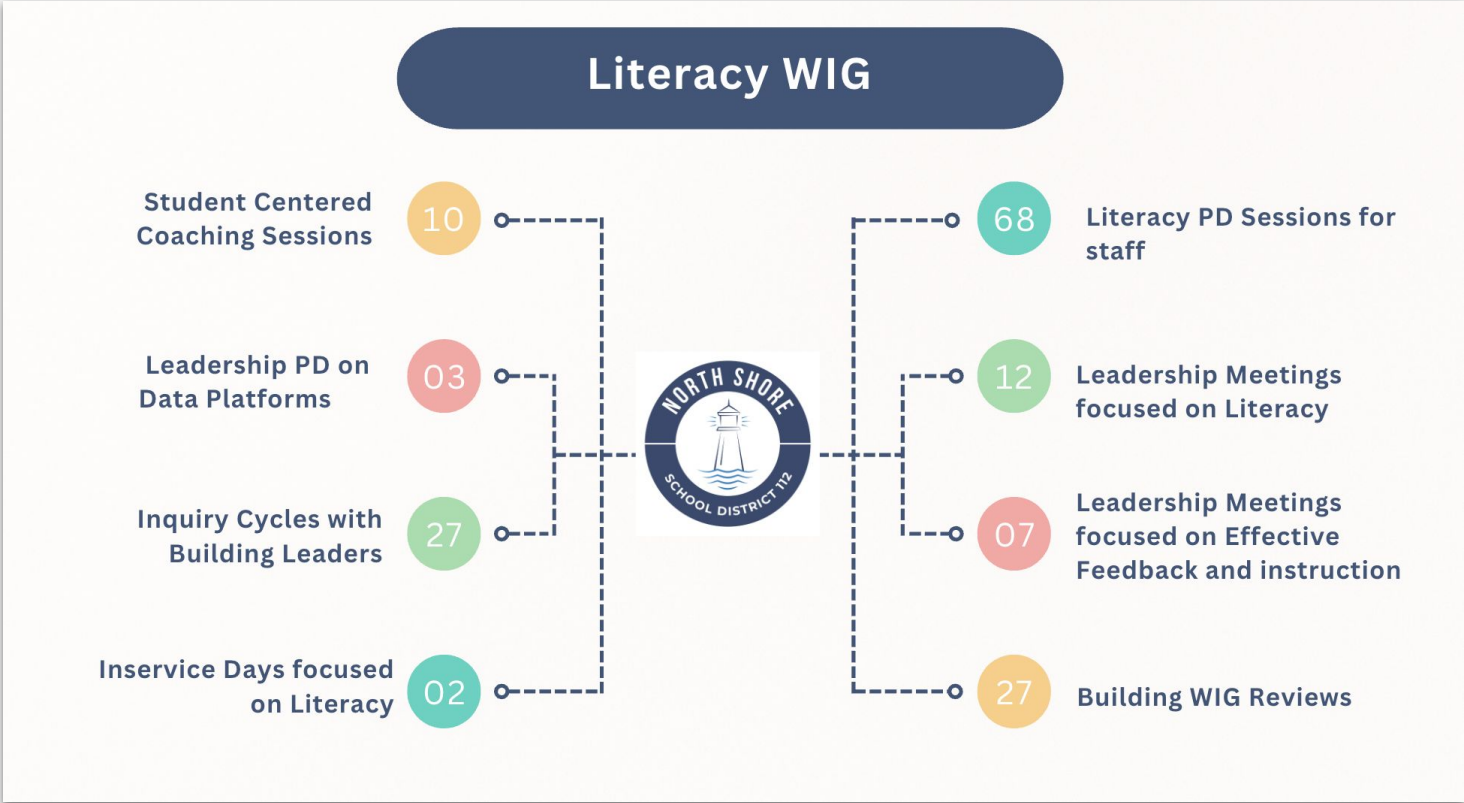 Literacy WIG
Student Centered
Coaching Sessions
10
Leadership PD on
Data Platforms
03
Inquiry Cycles with
Building Leaders
27
Inservice Days focused
on Literacy
02
NORTH SHORE
SCHOOL DISTRICT 112
68
Literacy PD Sessions for
staff
12
Leadership Meetings
focused on Literacy
07
Leadership Meetings
focused on Effective
Feedback and instruction
27
Building WIG Reviews